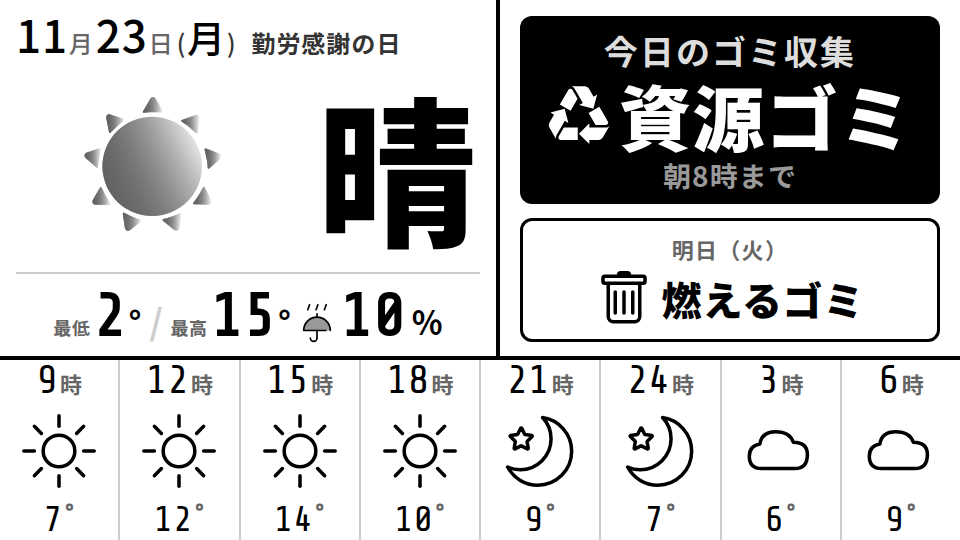 11月23日(月) 勤労感謝の日
晴
最低 2° / 最高 15° 10 %
今日のゴミ収集
資源ゴミ
朝8時まで
明日（火）
燃えるゴミ
9時 12時 15時 18時 21時 24時 3時 6時
7° 12° 14° 10° 9° 7° 6° 9°